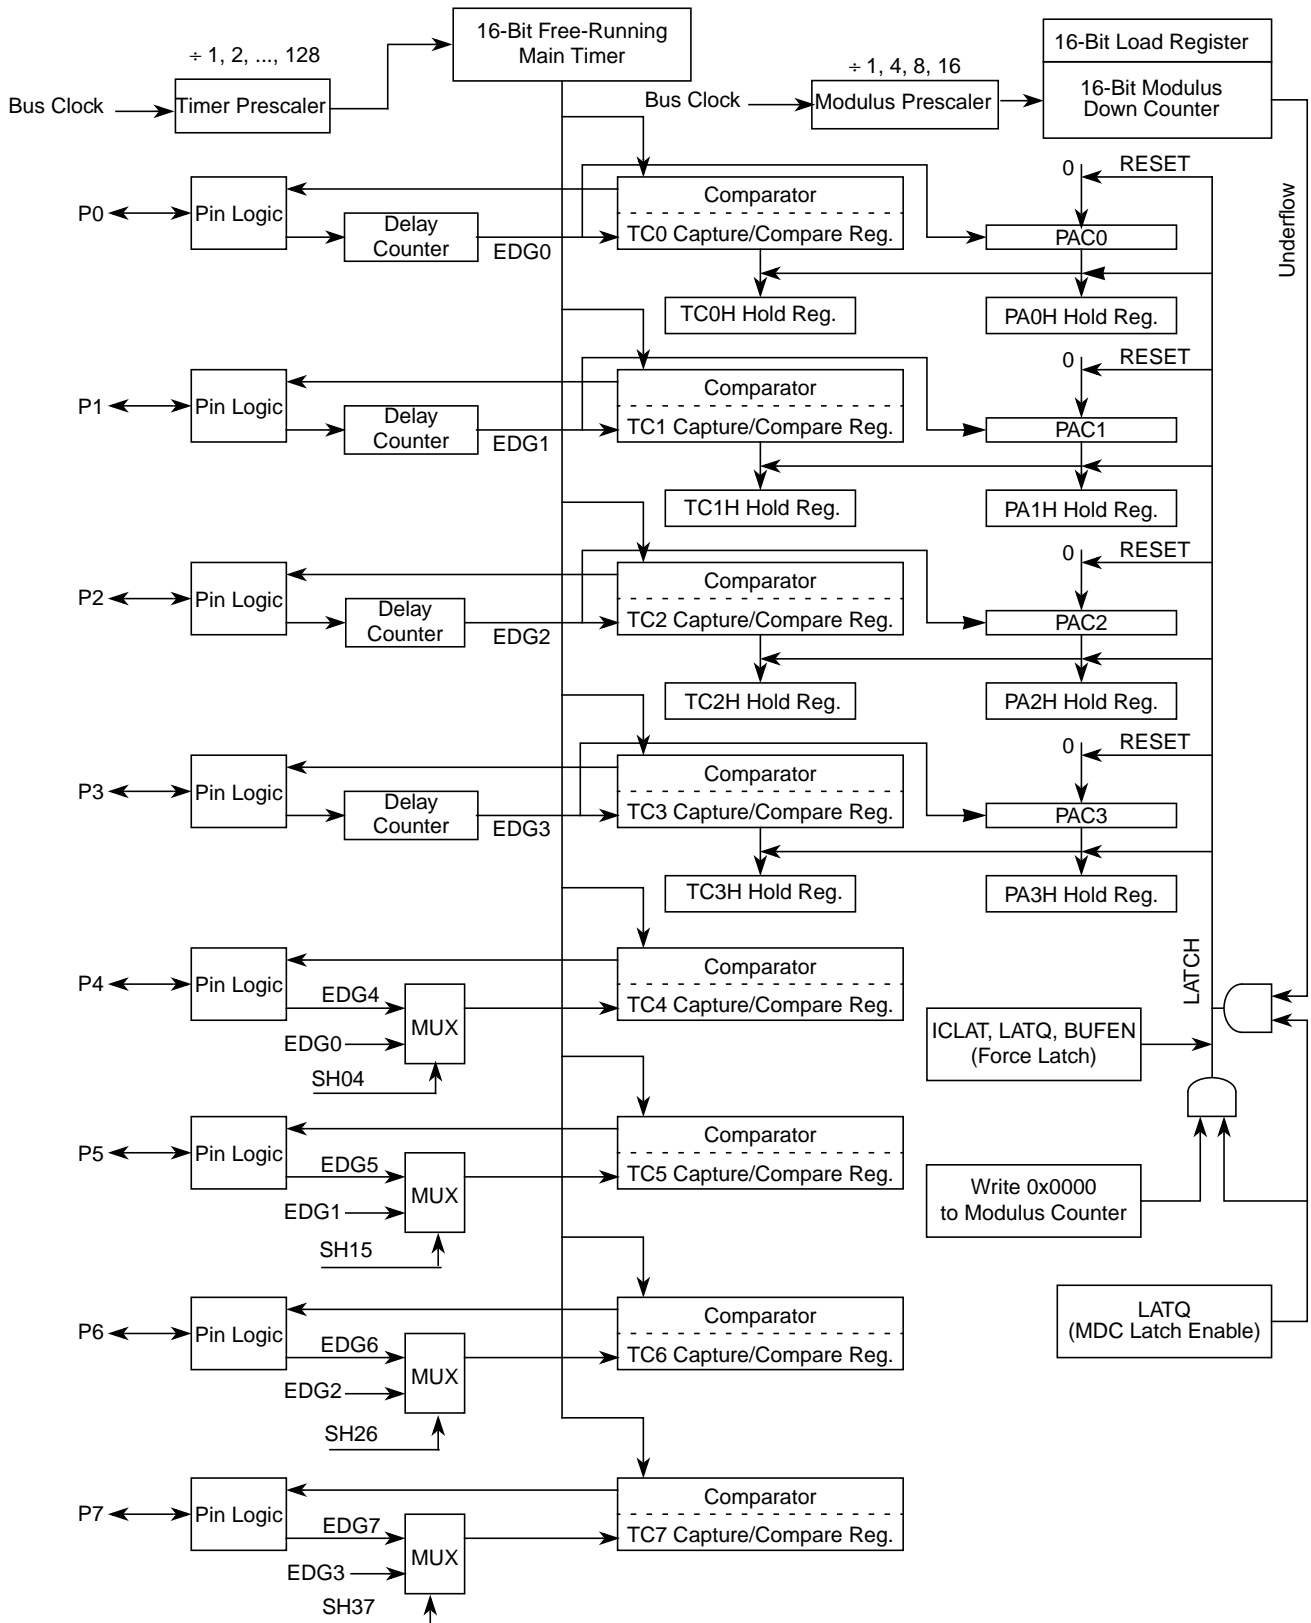 16-Bit Free-Running
Main Timer
16-Bit Load Register
16-Bit Modulus
Down Counter
÷ 1, 2, ..., 128
÷ 1, 4, 8, 16
Bus Clock
Timer Prescaler
Bus Clock
Modulus Prescaler
Underflow
P0
Pin Logic
Delay
Counter
EDG0
Comparator
TC0 Capture/Compare Reg.
0
RESET
PAC0
TC0H Hold Reg.
PA0H Hold Reg.
P1
Pin Logic
Delay
Counter
EDG1
Comparator
TC1 Capture/Compare Reg.
0
RESET
PAC1
TC1H Hold Reg.
PA1H Hold Reg.
P2
Pin Logic
Delay
Counter
EDG2
Comparator
TC2 Capture/Compare Reg.
0
RESET
PAC2
TC2H Hold Reg.
PA2H Hold Reg.
P3
Pin Logic
Delay
Counter
EDG3
Comparator
TC3 Capture/Compare Reg.
0
RESET
PAC3
TC3H Hold Reg.
PA3H Hold Reg.
LATCH
P4
Pin Logic
EDG4
EDG0
MUX
SH04
Comparator
TC4 Capture/Compare Reg.
ICLAT, LATQ, BUFEN
(Force Latch)
P5
Pin Logic
EDG5
EDG1
MUX
SH15
Comparator
TC5 Capture/Compare Reg.
Write 0x0000
to Modulus Counter
P6
Pin Logic
EDG6
EDG2
MUX
SH26
Comparator
TC6 Capture/Compare Reg.
LATQ
(MDC Latch Enable)
P7
Pin Logic
EDG7
EDG3
MUX
SH37
Comparator
TC7 Capture/Compare Reg.